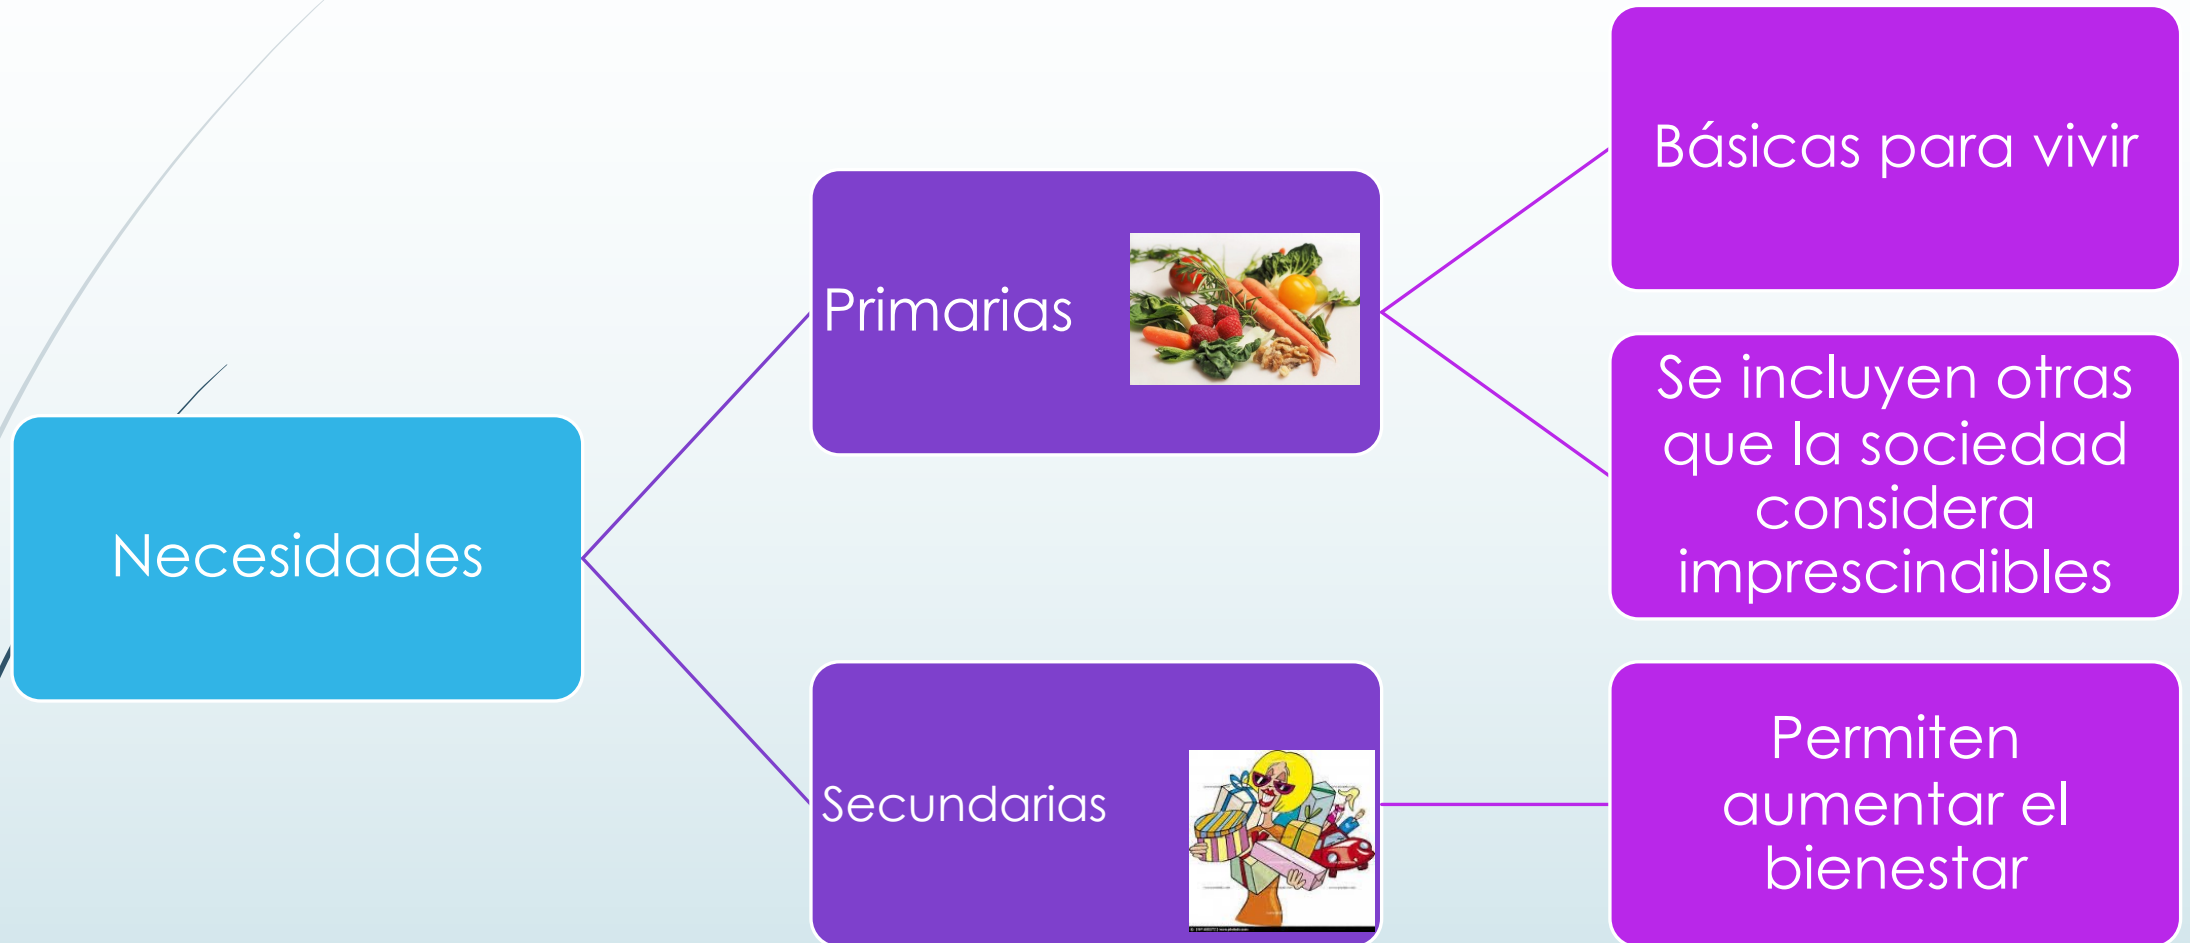 Necesidades
Primarias
Básicas para vivir
Se incluyen otras
que la sociedad
considera
imprescindibles
Secundarias
Permiten
aumentar el
bienestar